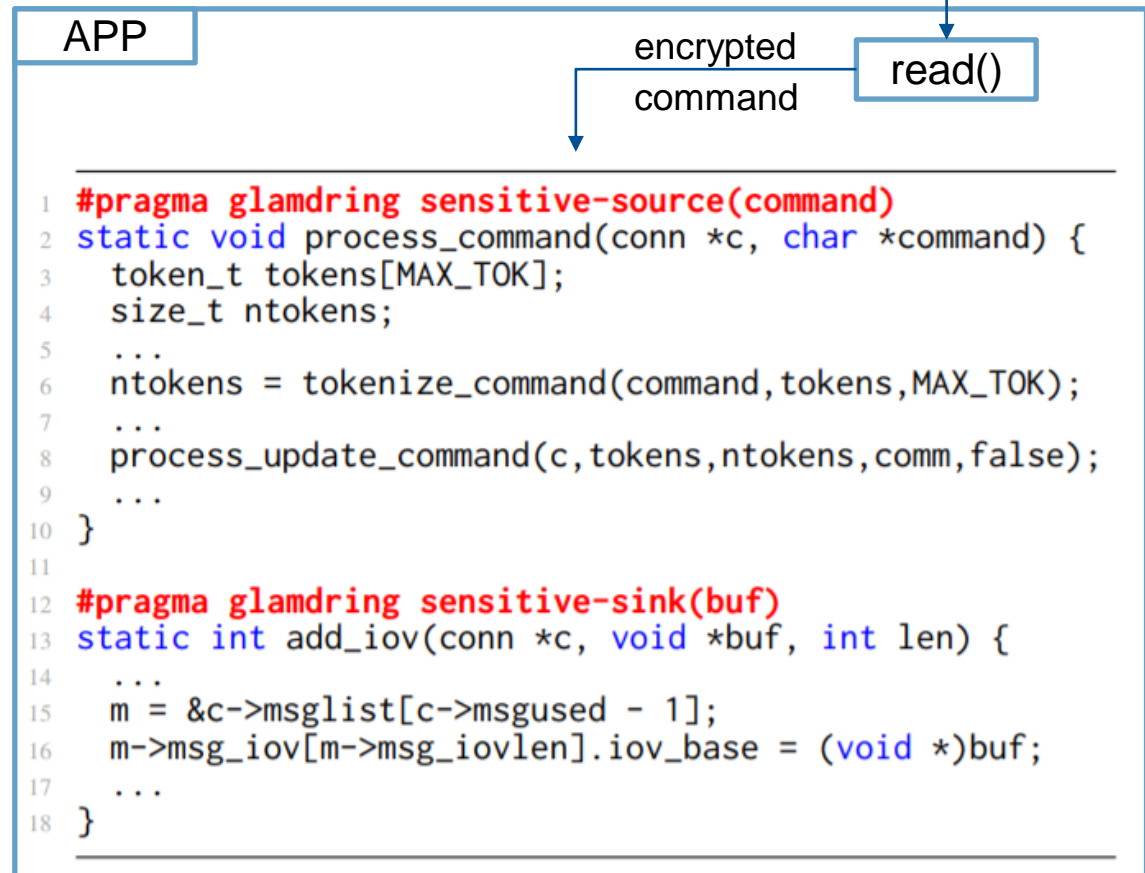 APP
encrypted
command
read()
1 #pragma glamdring sensitive-source(command)
2 static void process_command(conn *c, char *command) {
3 token_t tokens[MAX_TOK];
4 size_t ntokens;
5 ...
6 ntokens = tokenize_command(command,tokens,MAX_TOK);
7 ...
8 process_update_command(c,tokens,ntokens,comm,false);
9 ...
10 }
11
12 #pragma glamdring sensitive-sink(buf)
13 static int add_iov(conn *c, void *buf, int len) {
14 ...
15 m = &c->msglist[c->msgused - 1];
16 m->msg_iov[m->msg_iovlen].iov_base = (void *)buf;
17 ...
18 }